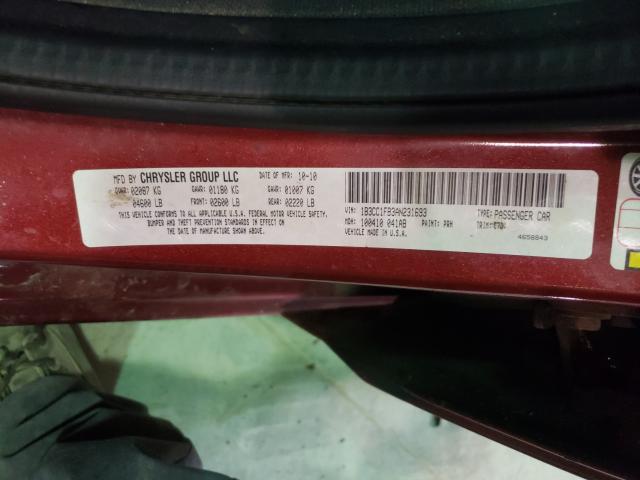 MFD BY CHRYSLER GROUP LLC DATE OF MFR 10-10
GVWR 02087 KG GAWR 01180 KG GAWR 01007 KG
04600 LB FRONT 02600 LB REAR 02220 LB
THIS VEHICLE CONFORMS TO ALL APPLICABLE U.S.A. FEDERAL MOTOR VEHICLE SAFETY,
BUMPER AND THEFT PREVENTION STANDARDS IN EFFECT ON
THE DATE OF MANUFACTURE SHOWN ABOVE.
VIN: 1B3CC1FB3AN231693 TYPE: PASSENGER CAR
MDH: 100410 041AB PAINT: PRH TRIM:
VEHICLE MADE IN U.S.A.
4658843